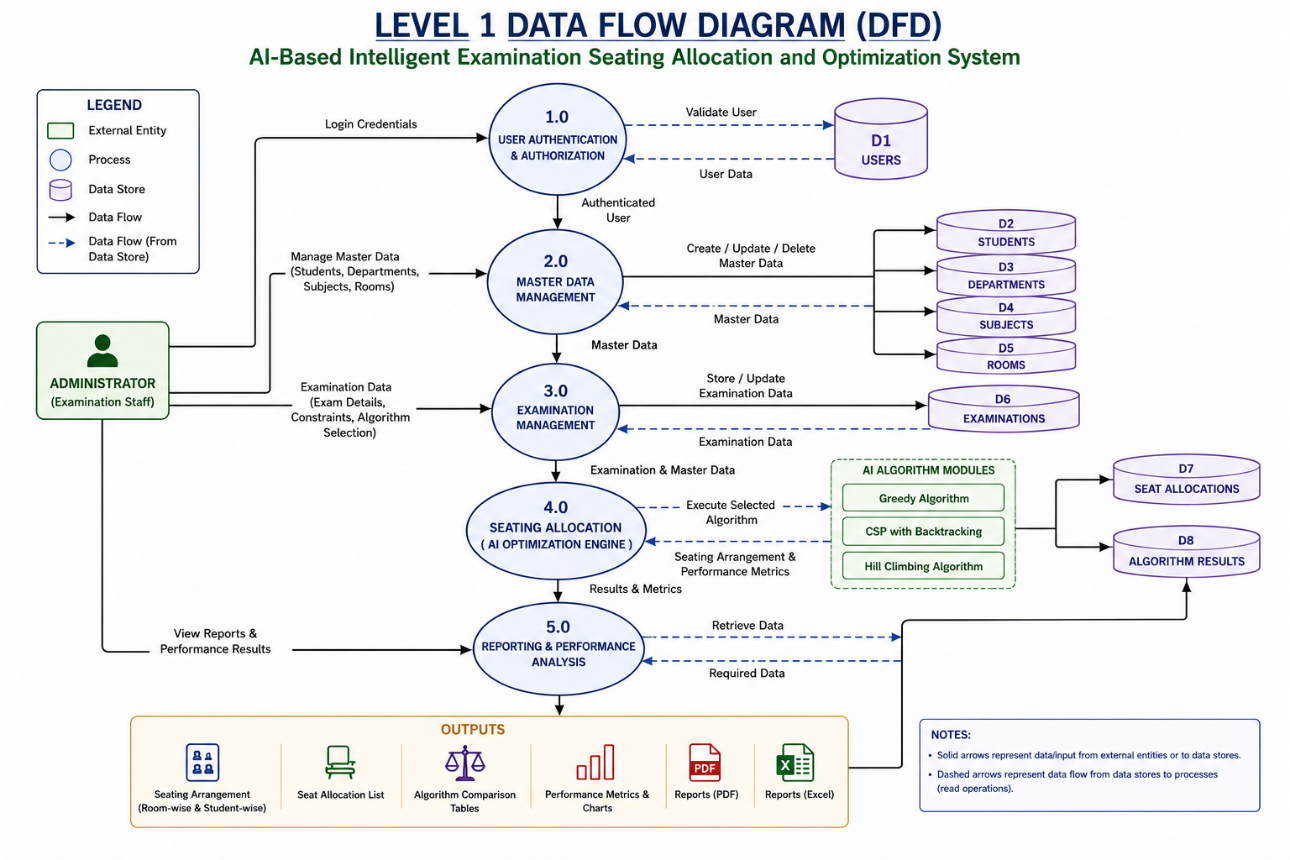 LEVEL 1 DATA FLOW DIAGRAM (DFD)
AI-Based Intelligent Examination Seating Allocation and Optimization System
LEGEND
External Entity
Process
Data Store
Data Flow
Data Flow (From
Data Store)
Login Credentials
1.0
USER AUTHENTICATION
& AUTHORIZATION
Validate User
User Data
D1
USERS
Authenticated
User
Manage Master Data
(Students, Departments,
Subjects, Rooms)
2.0
MASTER DATA
MANAGEMENT
Create / Update / Delete
Master Data
Master Data
D2
STUDENTS
D3
DEPARTMENTS
D4
SUBJECTS
D5
ROOMS
Master Data
ADMINISTRATOR
(Examination Staff)
Examination Data
(Exam Details,
Constraints, Algorithm
Selection)
3.0
EXAMINATION
MANAGEMENT
Store / Update
Examination Data
Examination Data
D6
EXAMINATIONS
Examination & Master Data
4.0
SEATING ALLOCATION
( AI OPTIMIZATION ENGINE )
Execute Selected
Algorithm
Seating Arrangement &
Performance Metrics
AI ALGORITHM MODULES
Greedy Algorithm
CSP with Backtracking
Hill Climbing Algorithm
D7
SEAT ALLOCATIONS
D8
ALGORITHM RESULTS
Results & Metrics
View Reports &
Performance Results
5.0
REPORTING & PERFORMANCE
ANALYSIS
Retrieve Data
Required Data
OUTPUTS
Seating Arrangement
(Room-wise & Student-wise)
Seat Allocation List
Algorithm Comparison
Tables
Performance Metrics &
Charts
PDF
Reports (PDF)
X
Reports (Excel)
NOTES:
• Solid arrows represent data/input from external entities or to data stores.
• Dashed arrows represent data flow from data stores to processes
(read operations).